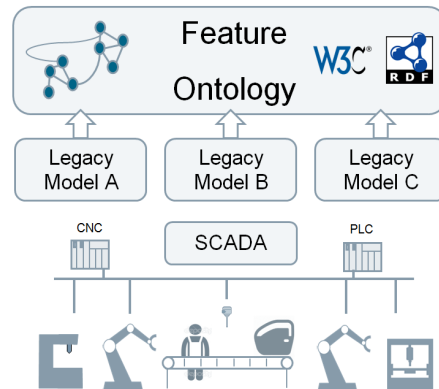 Feature
Ontology
W3C®
RDF
Legacy
Model A
Legacy
Model B
Legacy
Model C
CNC
SCADA
PLC